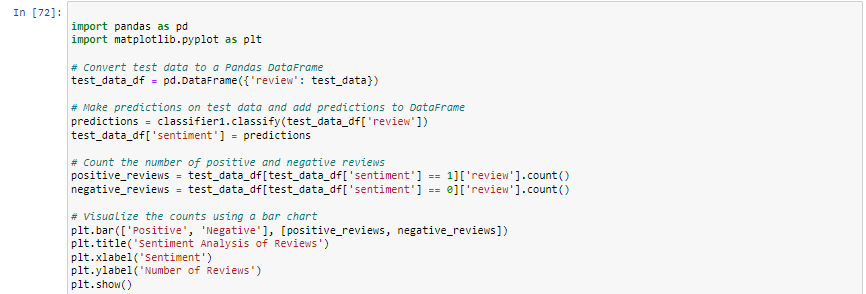 In [72]:
import pandas as pd
import matplotlib.pyplot as plt
# Convert test data to a Pandas DataFrame
test_data_df = pd.DataFrame({'review': test_data})
# Make predictions on test data and add predictions to DataFrame
predictions = classifier1.classify(test_data_df['review'])
test_data_df['sentiment'] = predictions
# Count the number of positive and negative reviews
positive_reviews = test_data_df[test_data_df['sentiment'] == 1]['review'].count()
negative_reviews = test_data_df[test_data_df['sentiment'] == 0]['review'].count()
# Visualize the counts using a bar chart
plt.bar(['Positive', 'Negative'], [positive_reviews, negative_reviews])
plt.title('Sentiment Analysis of Reviews')
plt.xlabel('Sentiment')
plt.ylabel('Number of Reviews')
plt.show()